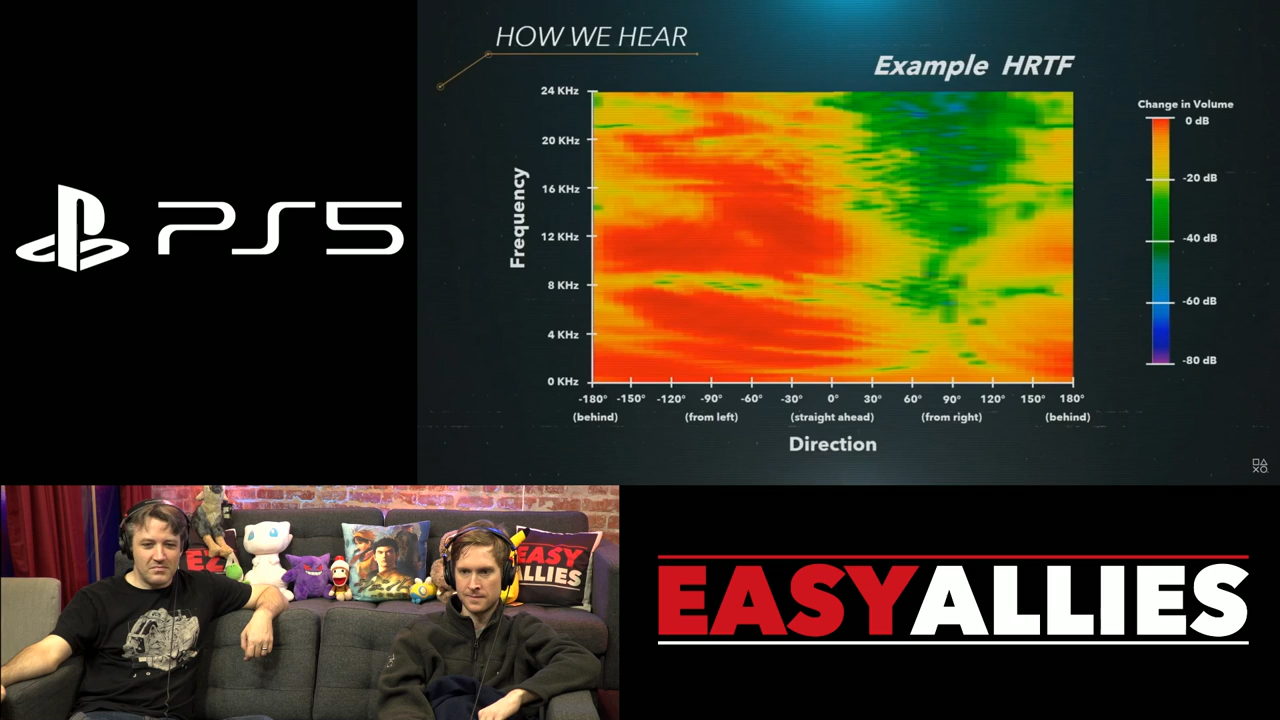 PS5
HOW WE HEAR
Example HRTF
Frequency
24 KHz
20 KHz
16 KHz
12 KHz
8 KHz
4 KHz
0 KHz
-180° -150° -120° -90° -60° -30° 0° 30° 60° 90° 120° 150° 180°
(behind) (from left) (straight ahead) (from right) (behind)
Direction
Change in Volume
0 dB
-20 dB
-40 dB
-60 dB
-80 dB
EZ
EASY
ALLIES
EASYALLIES